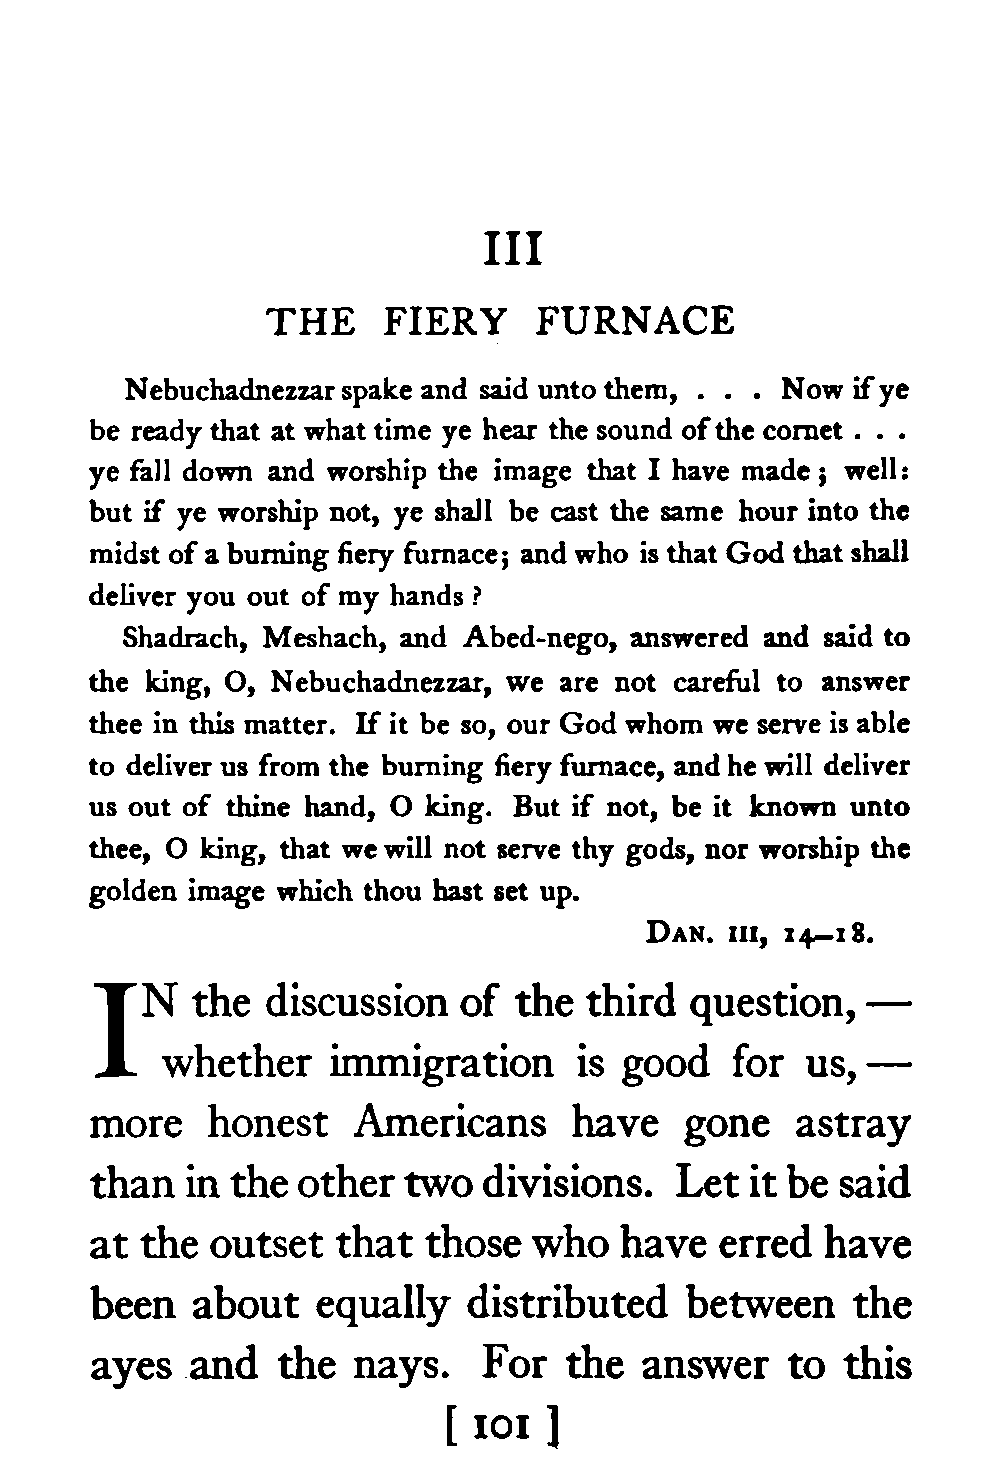 III
THE FIERY FURNACE
Nebuchadnezzar spake and said unto them, . . . Now if ye
be ready that at what time ye hear the sound of the cornet . . .
ye fall down and worship the image that I have made ; well:
but if ye worship not, ye shall be cast the same hour into the
midst of a burning fiery furnace; and who is that God that shall
deliver you out of my hands ?
Shadrach, Meshach, and Abed-nego, answered and said to
the king, O, Nebuchadnezzar, we are not careful to answer
thee in this matter. If it be so, our God whom we serve is able
to deliver us from the burning fiery furnace, and he will deliver
us out of thine hand, O king. But if not, be it known unto
thee, O king, that we will not serve thy gods, nor worship the
golden image which thou hast set up.
DAN. III, 14–18.
IN the discussion of the third question, —
whether immigration is good for us, —
more honest Americans have gone astray
than in the other two divisions. Let it be said
at the outset that those who have erred have
been about equally distributed between the
ayes and the nays. For the answer to this
[ 101 ]